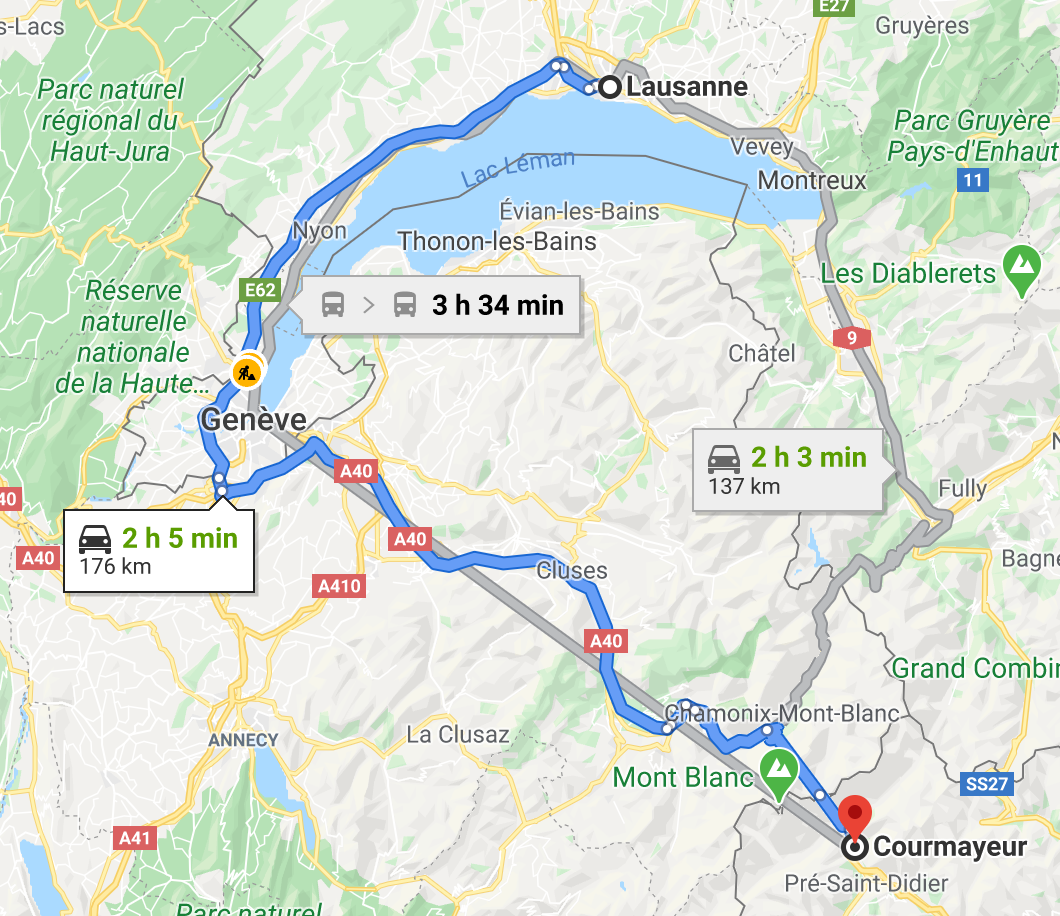 E27
s-Lacs
Gruyères
Lausanne
Parc naturel
régional du
Haut-Jura
Parc Gruyère
Pays-d'Enhaut
Vevey
Lac Léman
Montreux
11
Évian-les-Bains
Nyon
Thonon-les-Bains
Les Diablerets
E62
Réserve
naturelle
nationale
de la Haute...
> 3 h 34 min
9
Châtel
Genève
A40
2 h 3 min
137 km
Fully
40
A40
2 h 5 min
176 km
A40
A410
Cluses
Bagne
A40
Grand Combin
Chamonix-Mont-Blanc
ANNECY
La Clusaz
Mont Blanc
SS27
A41
Courmayeur
Pré-Saint-Didier
Parc naturel